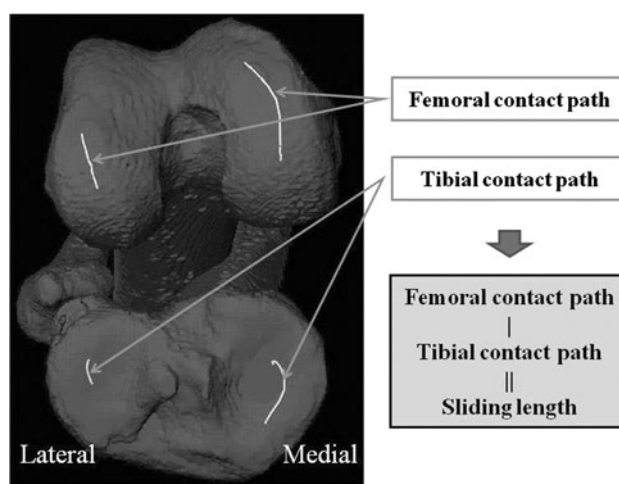 Femoral contact path
Tibial contact path
Femoral contact path
|
Tibial contact path
||
Sliding length
Lateral Medial